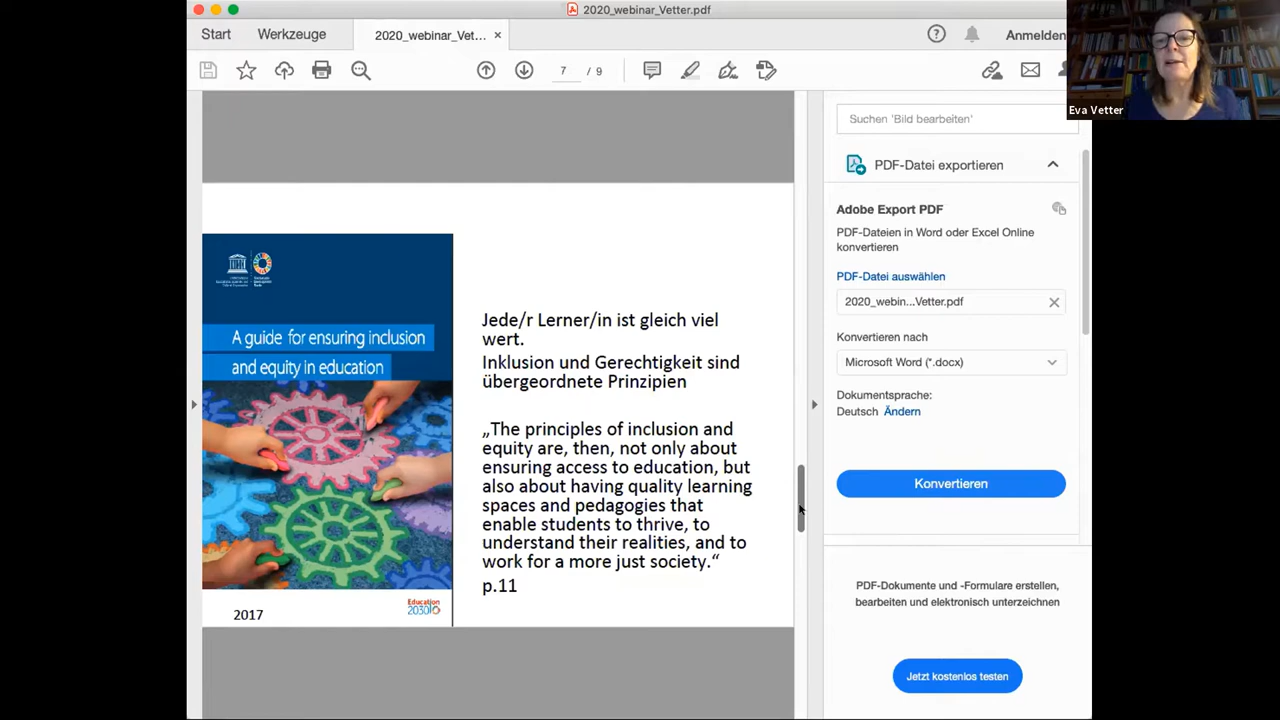 2020_webinar_Vetter.pdf
Start
Werkzeuge
2020_webinar_Vet...
Anmelden
7 / 9
Eva Vetter
Suchen 'Bild bearbeiten'
PDF-Datei exportieren
Adobe Export PDF
PDF-Dateien in Word oder Excel Online
konvertieren
PDF-Datei auswählen
2020_webin...Vetter.pdf
Konvertieren nach
Microsoft Word (*.docx)
Dokumentsprache:
Deutsch Ändern
Konvertieren
PDF-Dokumente und -Formulare erstellen,
bearbeiten und elektronisch unterzeichnen
Jetzt kostenlos testen
A guide for ensuring inclusion
and equity in education
Education
2030
2017
Jede/r Lerner/in ist gleich viel
wert.
Inklusion und Gerechtigkeit sind
übergeordnete Prinzipien
„The principles of inclusion and
equity are, then, not only about
ensuring access to education, but
also about having quality learning
spaces and pedagogies that
enable students to thrive, to
understand their realities, and to
work for a more just society.“
p.11